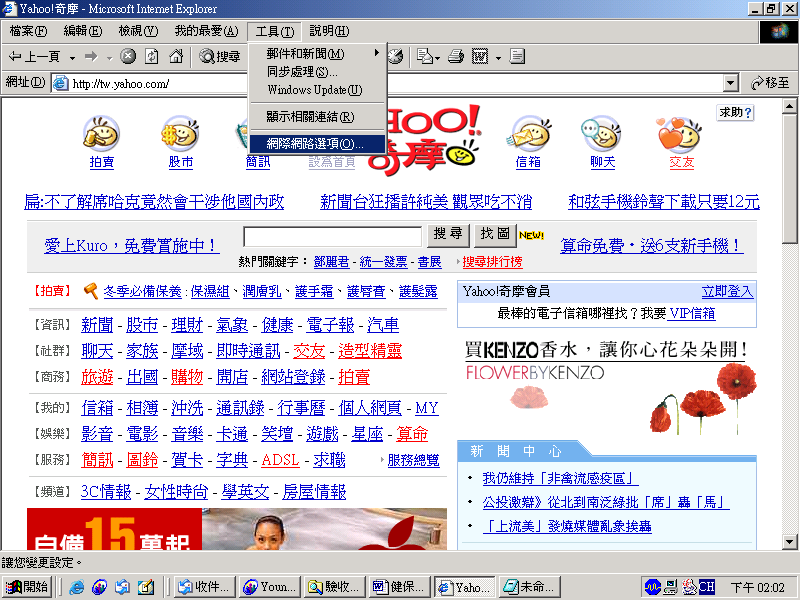 Yahoo!奇摩 - Microsoft Internet Explorer
檔案(F) 編輯(E) 檢視(V) 我的最愛(A) 工具(T) 說明(H)
上一頁 搜尋
郵件和新聞(M)
同步處理(S)...
Windows Update(U)
顯示相關連結(R)
網際網路選項(O)...
網址(D) http://tw.yahoo.com/ 移至
YAHOO!奇摩
求助?
拍賣 股市 簡訊 設為首頁 信箱 聊天 交友
扁:不了解席哈克竟然會干涉他國內政 新聞台狂播許純美 觀眾吃不消 和弦手機鈴聲下載只要12元
愛上Kuro，免費實施中！ 搜尋 找圖 NEW! 算命免費‧送6支新手機！
熱門關鍵字： 鄧麗君 - 統一發票 - 書展 搜尋排行榜
【拍賣】 冬季必備保養 : 保濕組、潤膚乳、護手霜、護唇膏、護髮露
【資訊】 新聞 - 股市 - 理財 - 氣象 - 健康 - 電子報 - 汽車
【社群】 聊天 - 家族 - 摩域 - 即時通訊 - 交友 - 造型精靈
【商務】 旅遊 - 出國 - 購物 - 開店 - 網站登錄 - 拍賣
【我的】 信箱 - 相簿 - 沖洗 - 通訊錄 - 行事曆 - 個人網頁 - MY
【娛樂】 影音 - 電影 - 音樂 - 卡通 - 笑壇 - 遊戲 - 星座 - 算命
【服務】 簡訊 - 圖鈴 - 賀卡 - 字典 - ADSL - 求職 服務總覽
【頻道】 3C情報 - 女性時尚 - 學英文 - 房屋情報
自備15萬起
Yahoo!奇摩會員 立即登入
最棒的電子信箱哪裡找？我要 VIP信箱
買KENZO香水，讓你心花朵朵開!
FLOWERBYKENZO
新聞中心
‧ 我仍維持「非禽流感疫區」
‧ 公投激辯》從北到南泛綠批「席」轟「馬」
‧ 「上流美」發燒媒體亂象挨轟
讓您變更設定。
開始 收件... Youn... 驗收... 健保... Yaho... 未命... CH 下午 02:02